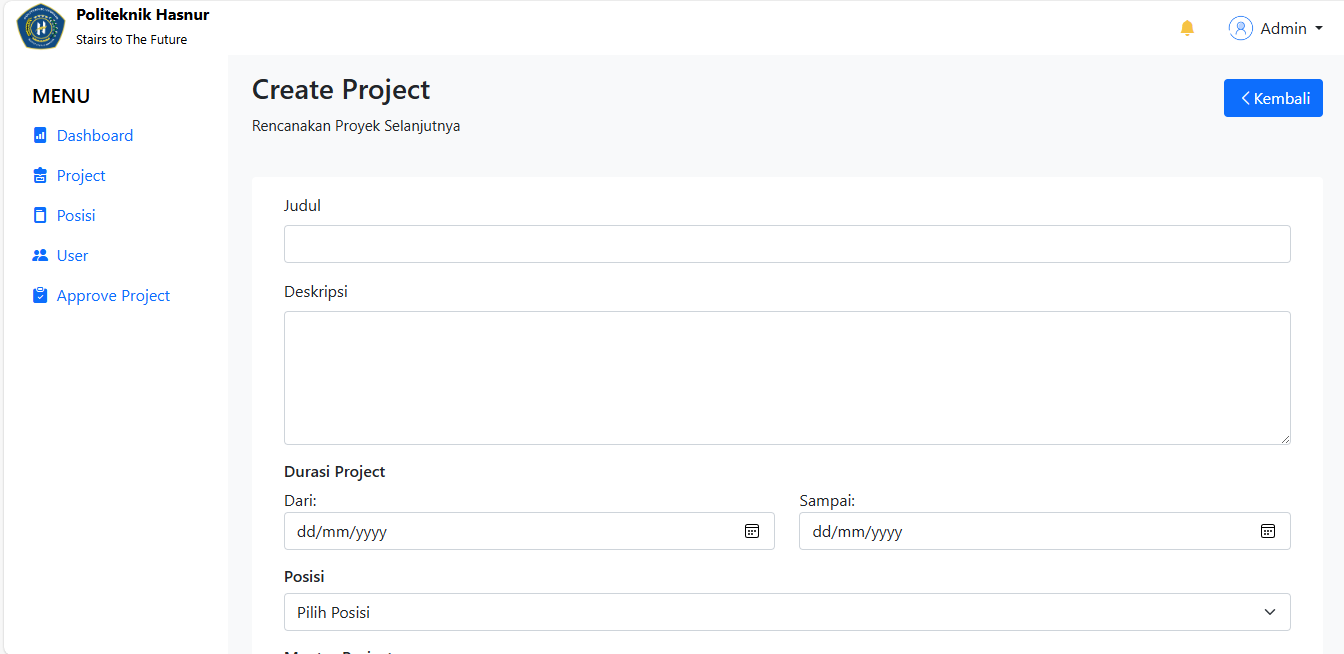 Politeknik Hasnur
Stairs to The Future
Admin
MENU
Dashboard
Project
Posisi
User
Approve Project
Create Project
Rencanakan Proyek Selanjutnya
Kembali
Judul
Deskripsi
Durasi Project
Dari:
Sampai:
dd/mm/yyyy
dd/mm/yyyy
Posisi
Pilih Posisi